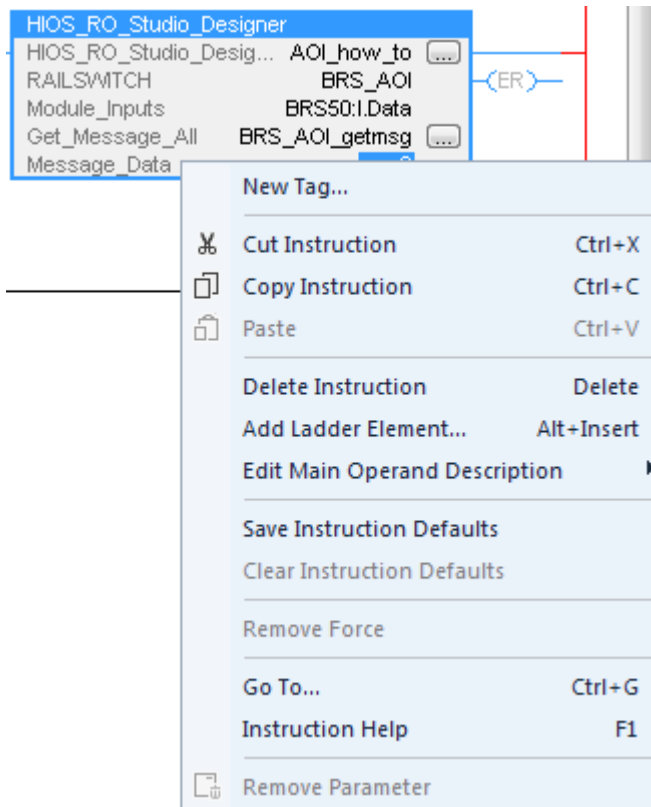 HIOS_RO_Studio_Designer
HIOS_RO_Studio_Desig... AOI_how_to ...
RAILSWITCH BRS_AOI ER
Module_Inputs BRS50:I.Data
Get_Message_All BRS_AOI_getmsg ...
Message_Data
New Tag...
Cut Instruction Ctrl+X
Copy Instruction Ctrl+C
Paste Ctrl+V
Delete Instruction Delete
Add Ladder Element... Alt+Insert
Edit Main Operand Description
Save Instruction Defaults
Clear Instruction Defaults
Remove Force
Go To... Ctrl+G
Instruction Help F1
Remove Parameter